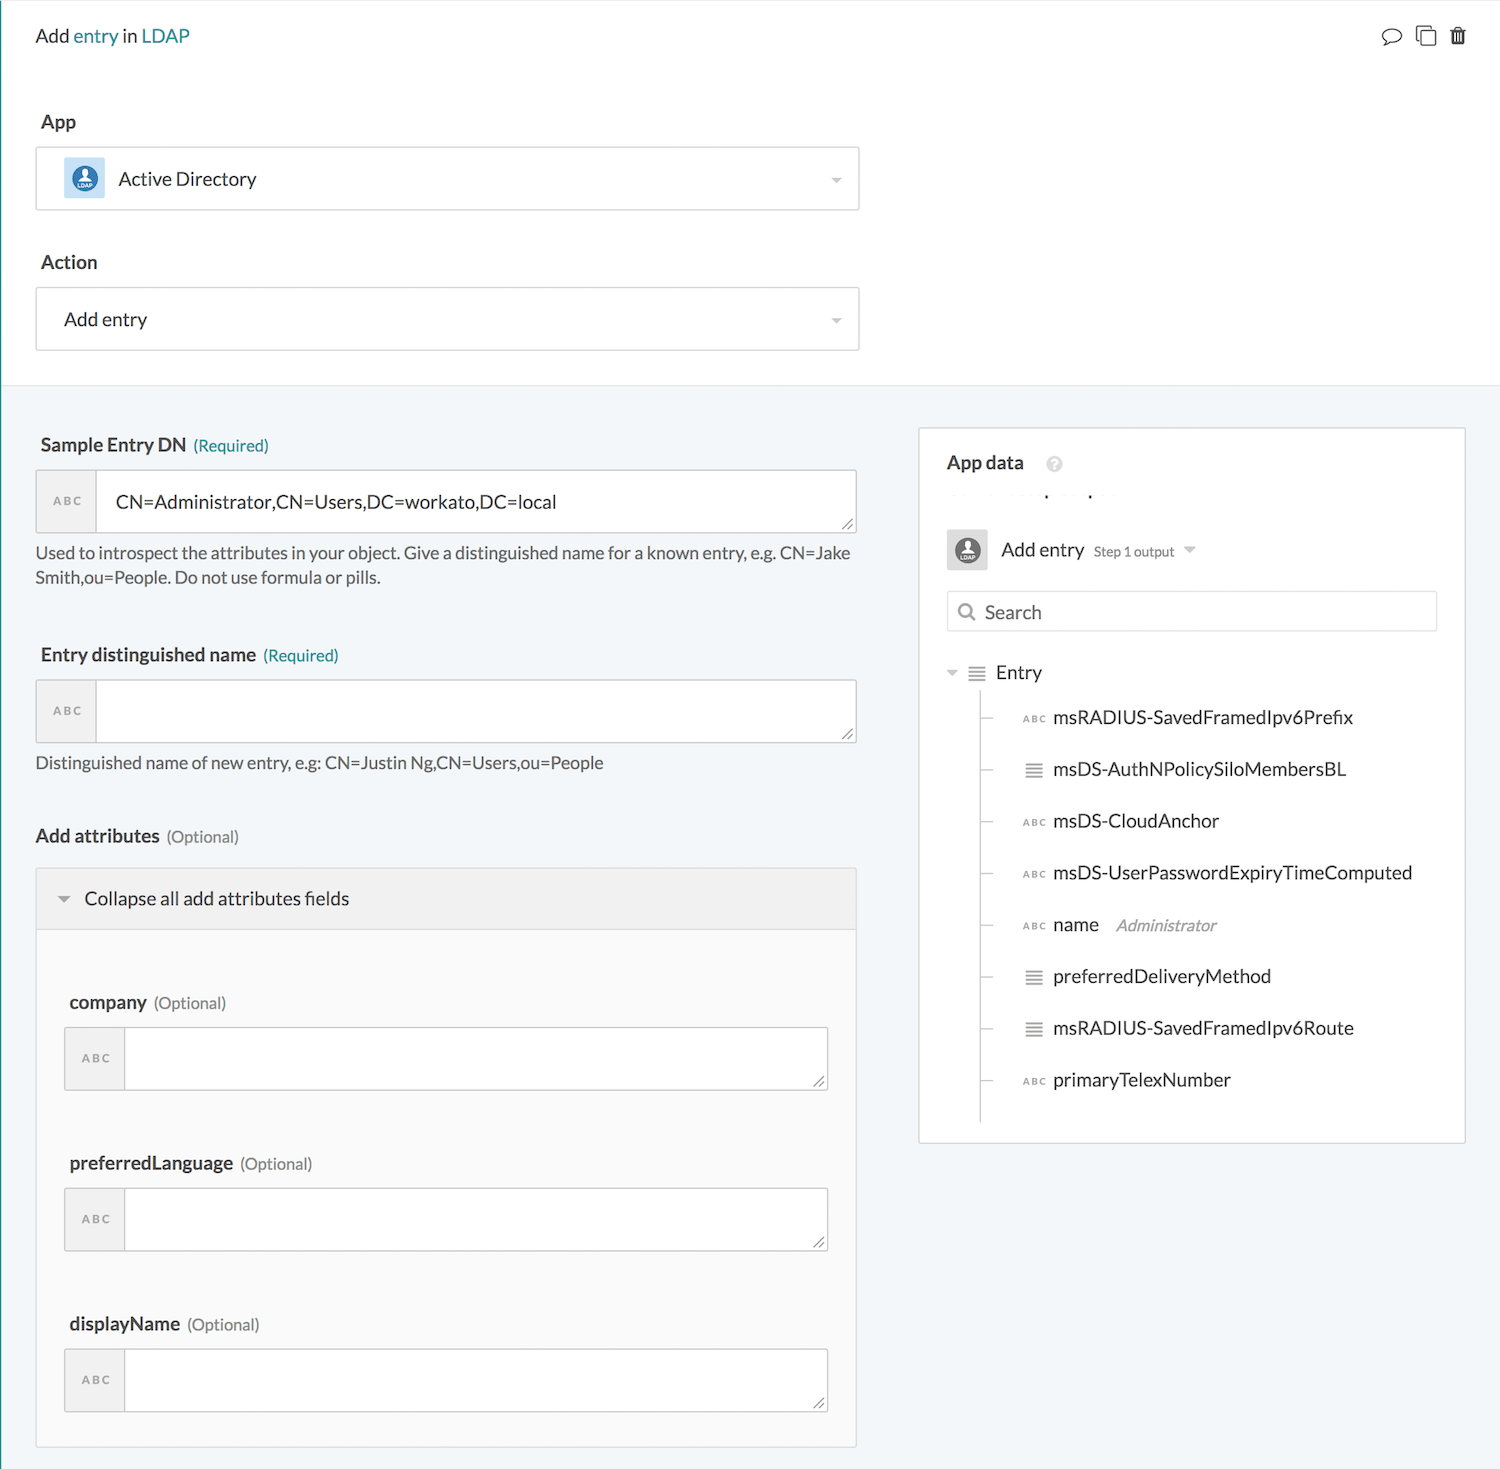 Add entry in LDAP
App
LDAP
Active Directory
Action
Add entry
Sample Entry DN (Required)
ABC
CN=Administrator,CN=Users,DC=workato,DC=local
Used to introspect the attributes in your object. Give a distinguished name for a known entry, e.g. CN=Jake
Smith,ou=People. Do not use formula or pills.
Entry distinguished name (Required)
ABC
Distinguished name of new entry, e.g: CN=Justin Ng,CN=Users,ou=People
Add attributes (Optional)
Collapse all add attributes fields
company (Optional)
ABC
preferredLanguage (Optional)
ABC
displayName (Optional)
ABC
App data ?
LDAP
Add entry Step 1 output
Search
Entry
ABC msRADIUS-SavedFramedIpv6Prefix
msDS-AuthNPolicySiloMembersBL
ABC msDS-CloudAnchor
ABC msDS-UserPasswordExpiryTimeComputed
ABC name Administrator
preferredDeliveryMethod
msRADIUS-SavedFramedIpv6Route
ABC primaryTelexNumber